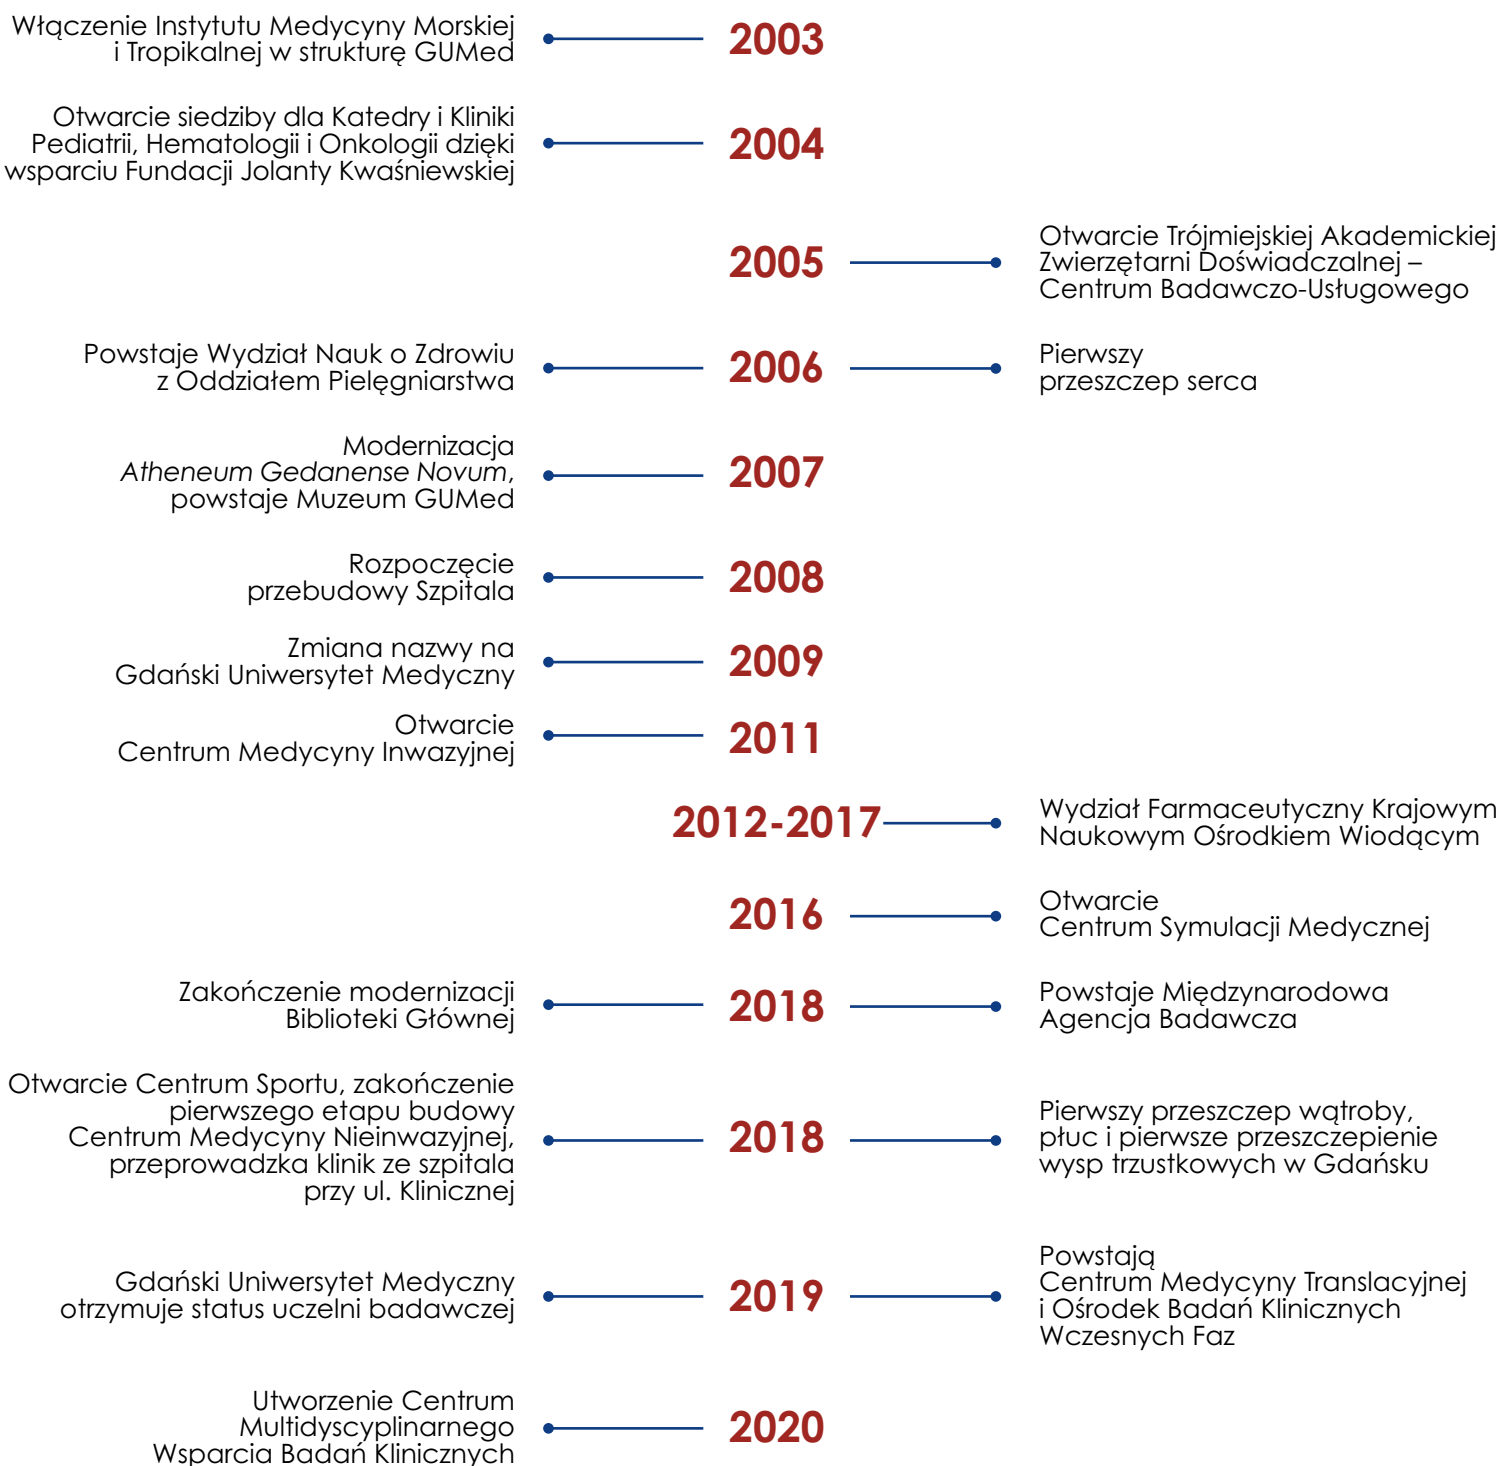 Włączenie Instytutu Medycyny Morskiej
i Tropikalnej w strukturę GUMed
2003
Otwarcie siedziby dla Katedry i Kliniki
Pediatrii, Hematologii i Onkologii dzięki
wsparciu Fundacji Jolanty Kwaśniewskiej
2004
2005
Otwarcie Trójmiejskiej Akademickiej
Zwierzętarni Doświadczalnej –
Centrum Badawczo-Usługowego
Powstaje Wydział Nauk o Zdrowiu
z Oddziałem Pielęgniarstwa
2006
Pierwszy
przeszczep serca
Modernizacja
Atheneum Gedanense Novum,
powstaje Muzeum GUMed
2007
Rozpoczęcie
przebudowy Szpitala
2008
Zmiana nazwy na
Gdański Uniwersytet Medyczny
2009
Otwarcie
Centrum Medycyny Inwazyjnej
2011
2012-2017
Wydział Farmaceutyczny Krajowym
Naukowym Ośrodkiem Wiodącym
2016
Otwarcie
Centrum Symulacji Medycznej
Zakończenie modernizacji
Biblioteki Głównej
2018
Powstaje Międzynarodowa
Agencja Badawcza
Otwarcie Centrum Sportu, zakończenie
pierwszego etapu budowy
Centrum Medycyny Nieinwazyjnej,
przeprowadzka klinik ze szpitala
przy ul. Klinicznej
2018
Pierwszy przeszczep wątroby,
płuc i pierwsze przeszczepienie
wysp trzustkowych w Gdańsku
Gdański Uniwersytet Medyczny
otrzymuje status uczelni badawczej
2019
Powstają
Centrum Medycyny Translacyjnej
i Ośrodek Badań Klinicznych
Wczesnych Faz
Utworzenie Centrum
Multidyscyplinarnego
Wsparcia Badań Klinicznych
2020